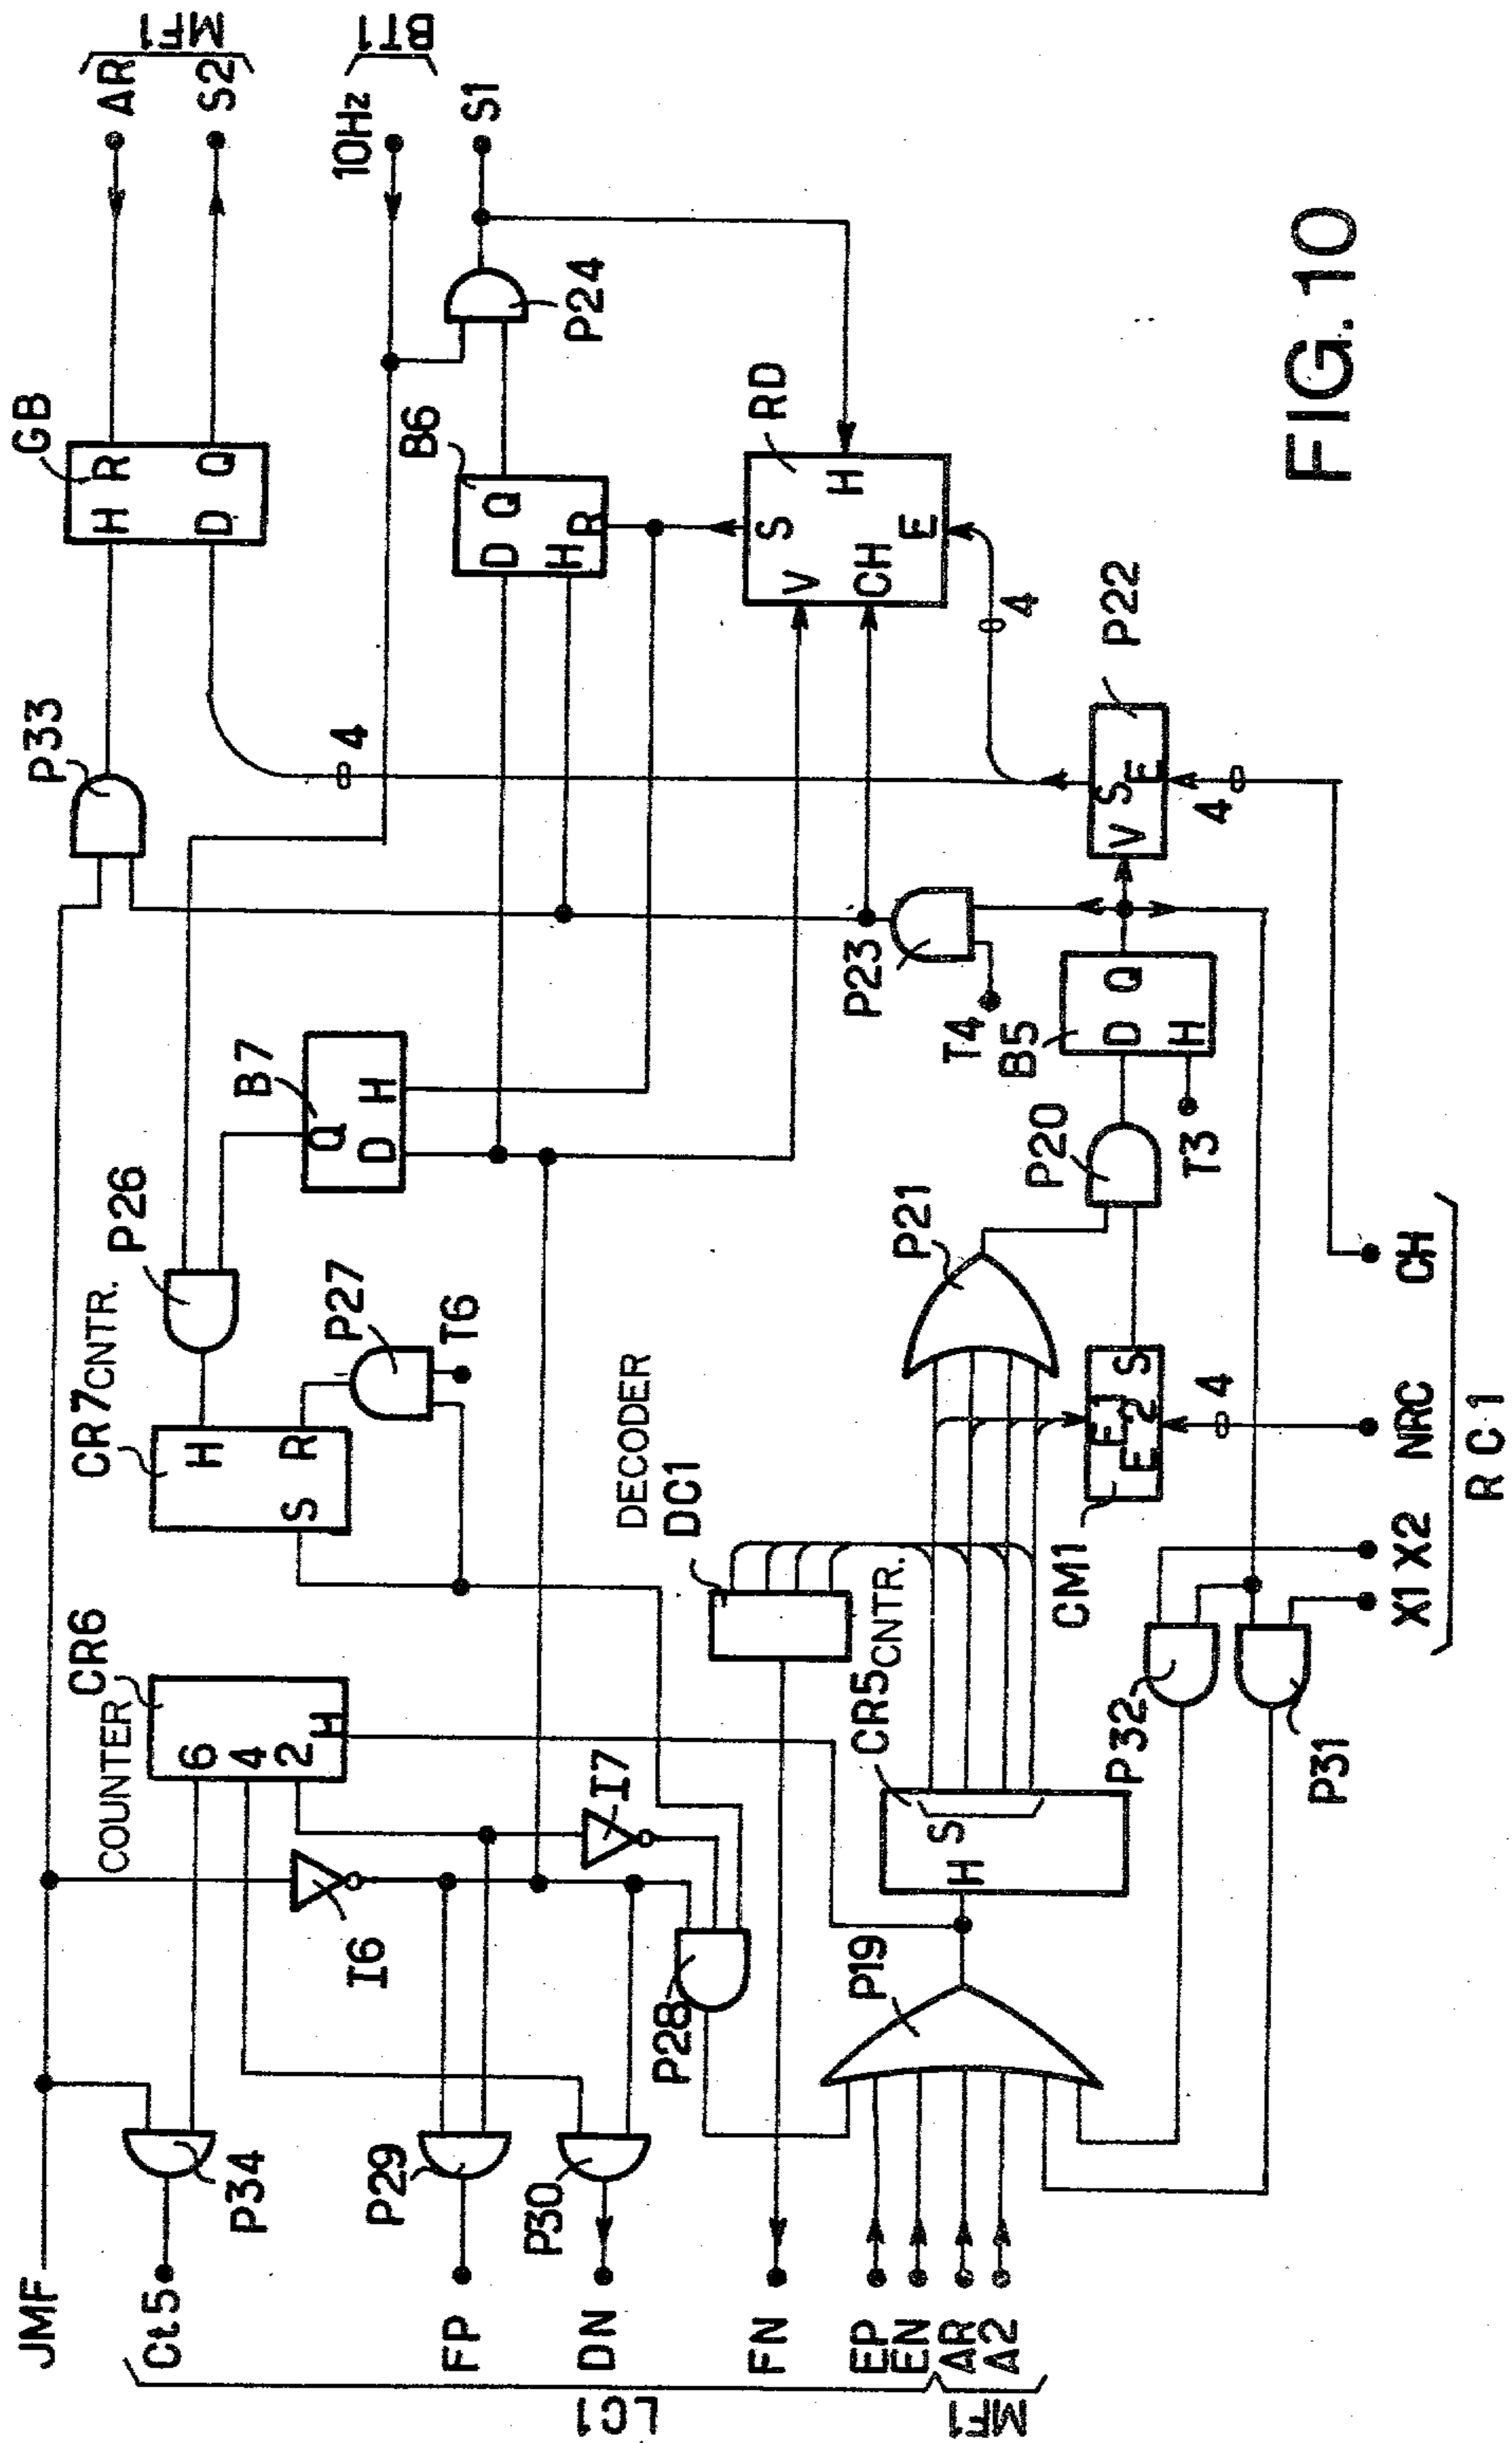 JMF
Ct5
P34
FP
P29
DN
P30
FN
EP
EN
AR
A2
LC1
MF1
COUNTER
CR6
6
4
2
H
I6
I7
P28
P19
CR7 CNTR.
H
R
S
P26
P27
T6
B7
Q
D
H
DECODER
DC1
CR5 CNTR.
S
H
P21
CM1
E1
E2
S
4
P20
T3
B5
D
Q
H
P23
T4
P22
V
S
E
4
P32
P31
X1
X2
NRC
CH
RC1
P33
4
GB
H
R
D
Q
AR
S2
MF1
10Hz
BT1
S1
P24
B6
D
Q
H
R
RD
S
V
H
CH
E
4
FIG. 10